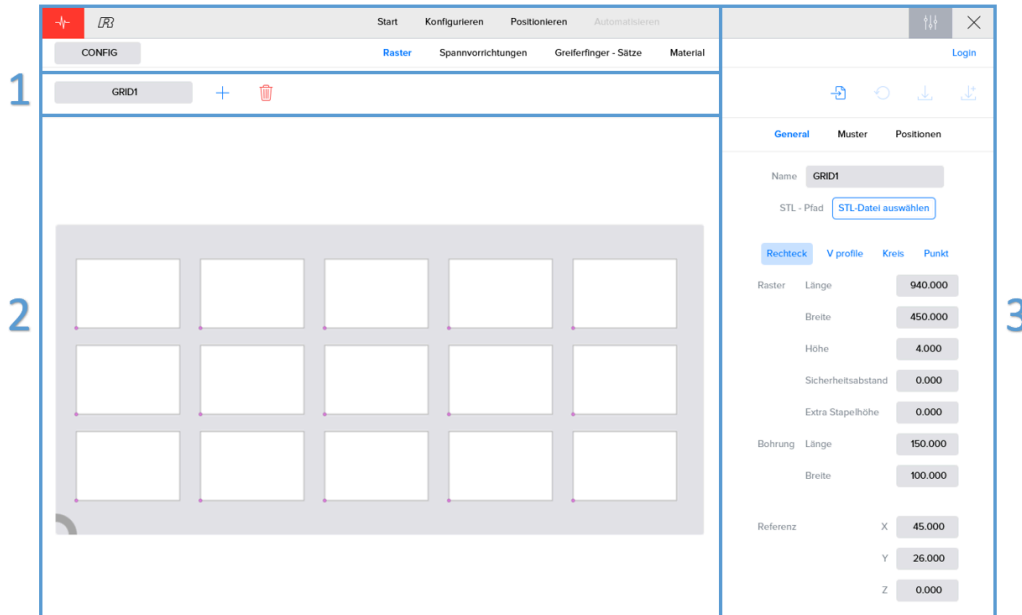 Start Konfigurieren Positionieren Automatisieren
CONFIG Raster Spannvorrichtungen Greiferfinger - Sätze Material
Login
1
GRID1
General Muster Positionen
Name GRID1
STL - Pfad STL-Datei auswählen
Rechteck V profile Kreis Punkt
Raster Länge 940.000
2
3
Breite 450.000
Höhe 4.000
Sicherheitsabstand 0.000
Extra Stapelhöhe 0.000
Bohrung Länge 150.000
Breite 100.000
Referenz X 45.000
Y 26.000
Z 0.000